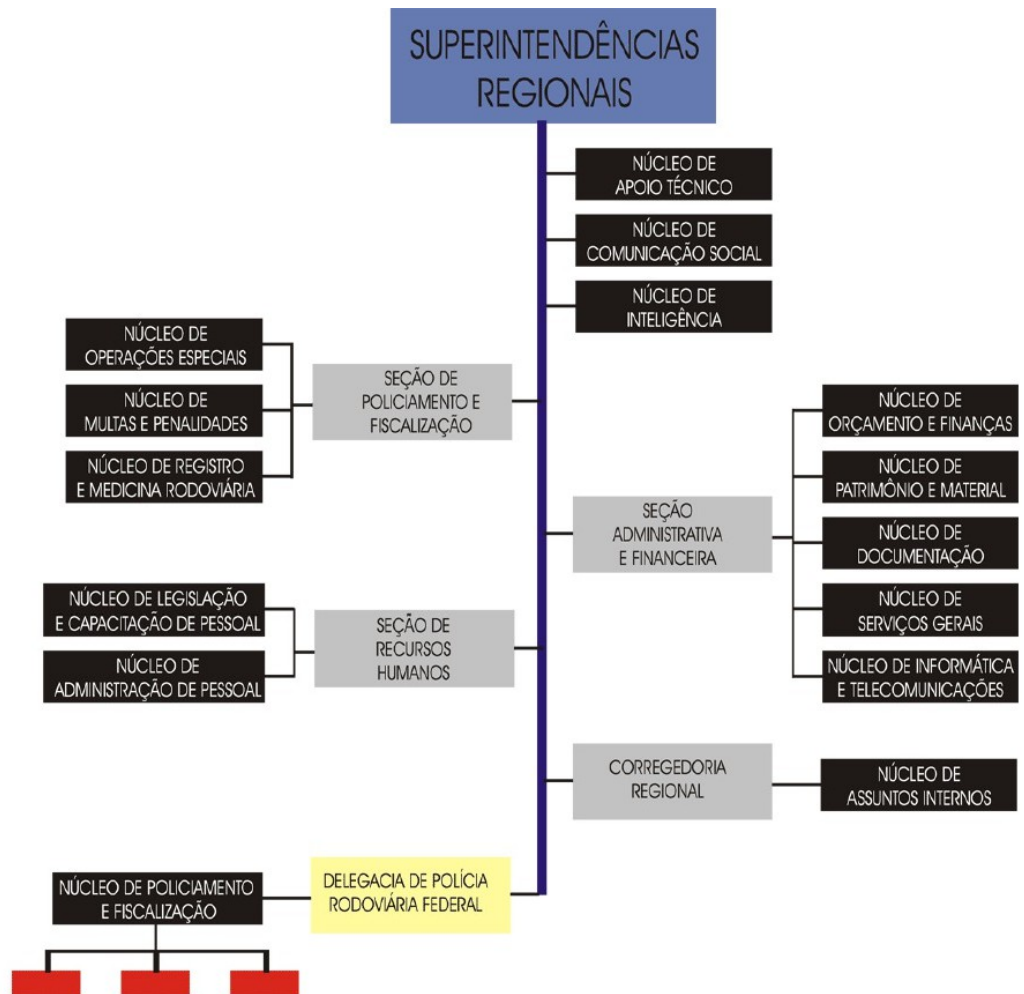 SUPERINTENDÊNCIAS
REGIONAIS
NÚCLEO DE
APOIO TÉCNICO
NÚCLEO DE
COMUNICAÇÃO SOCIAL
NÚCLEO DE
INTELIGÊNCIA
NÚCLEO DE
OPERAÇÕES ESPECIAIS
NÚCLEO DE
MULTAS E PENALIDADES
NÚCLEO DE REGISTRO
E MEDICINA RODOVIÁRIA
SEÇÃO DE
POLICIAMENTO E
FISCALIZAÇÃO
SEÇÃO
ADMINISTRATIVA
E FINANCEIRA
NÚCLEO DE
ORÇAMENTO E FINANÇAS
NÚCLEO DE
PATRIMÔNIO E MATERIAL
NÚCLEO DE
DOCUMENTAÇÃO
NÚCLEO DE
SERVIÇOS GERAIS
NÚCLEO DE INFORMÁTICA
E TELECOMUNICAÇÕES
NÚCLEO DE LEGISLAÇÃO
E CAPACITAÇÃO DE PESSOAL
NÚCLEO DE
ADMINISTRAÇÃO DE PESSOAL
SEÇÃO DE
RECURSOS
HUMANOS
CORREGEDORIA
REGIONAL
NÚCLEO DE
ASSUNTOS INTERNOS
NÚCLEO DE POLICIAMENTO
E FISCALIZAÇÃO
DELEGACIA DE POLÍCIA
RODOVIÁRIA FEDERAL